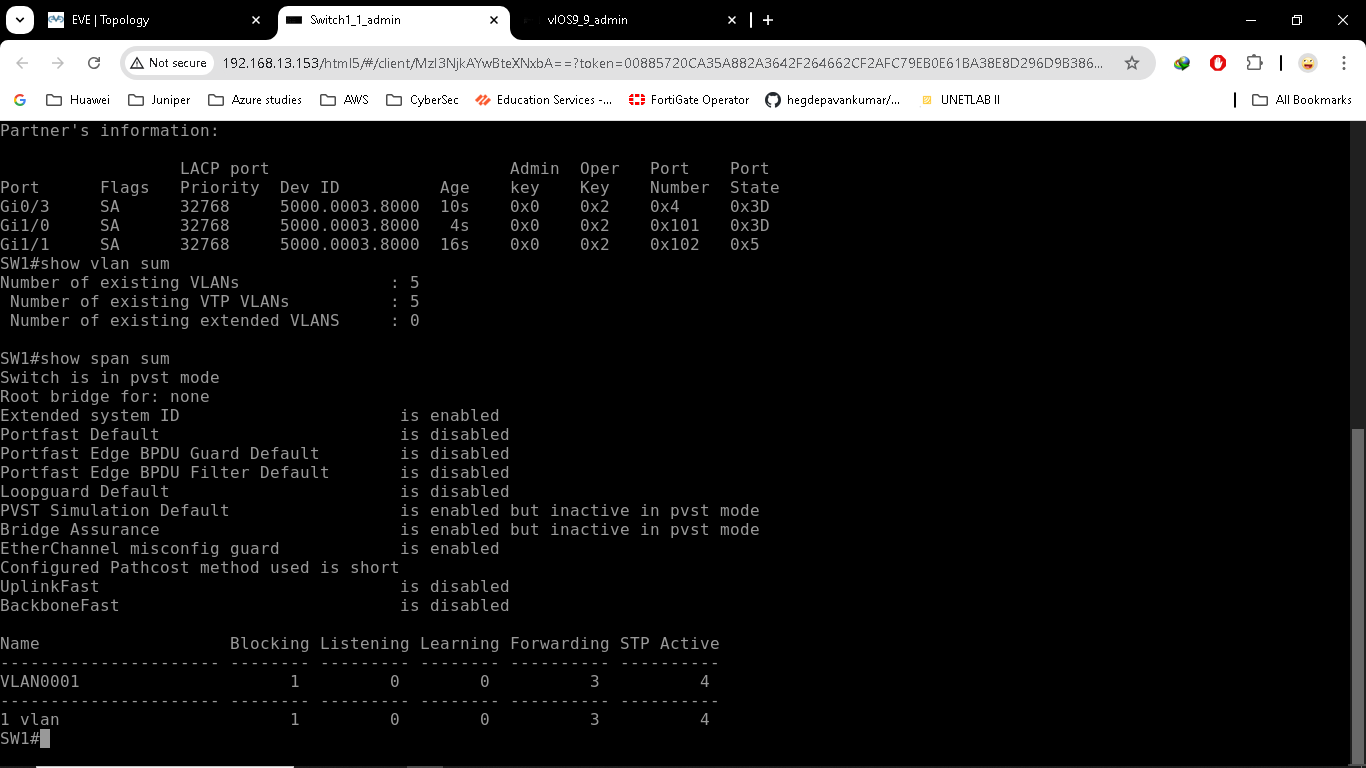 EVE | Topology
Switch1_1_admin
vIOS9_9_admin
Not secure
192.168.13.153/html5/#/client/MzI3NjkAYwBteXNxbA==?token=00885720CA35A882A3642F264662CF2AFC79EB0E61BA38E8D296D9B386...
Huawei
Juniper
Azure studies
AWS
CyberSec
Education Services -...
FortiGate Operator
hegdepavankumar/...
UNETLAB II
All Bookmarks
Partner's information:
                  LACP port                        Admin  Oper   Port    Port
Port      Flags   Priority  Dev ID          Age    key    Key    Number  State
Gi0/3     SA      32768     5000.0003.8000  10s    0x0    0x2    0x4     0x3D
Gi1/0     SA      32768     5000.0003.8000   4s    0x0    0x2    0x101   0x3D
Gi1/1     SA      32768     5000.0003.8000  16s    0x0    0x2    0x102   0x5
SW1#show vlan sum
Number of existing VLANs               : 5
 Number of existing VTP VLANs          : 5
 Number of existing extended VLANS     : 0
SW1#show span sum
Switch is in pvst mode
Root bridge for: none
Extended system ID                      is enabled
Portfast Default                        is disabled
Portfast Edge BPDU Guard Default        is disabled
Portfast Edge BPDU Filter Default       is disabled
Loopguard Default                       is disabled
PVST Simulation Default                 is enabled but inactive in pvst mode
Bridge Assurance                        is enabled but inactive in pvst mode
EtherChannel misconfig guard            is enabled
Configured Pathcost method used is short
UplinkFast                              is disabled
BackboneFast                            is disabled
Name                   Blocking Listening Learning Forwarding STP Active
---------------------- -------- --------- -------- ---------- ----------
VLAN0001                     1         0        0          3          4
---------------------- -------- --------- -------- ---------- ----------
1 vlan                       1         0        0          3          4
SW1#